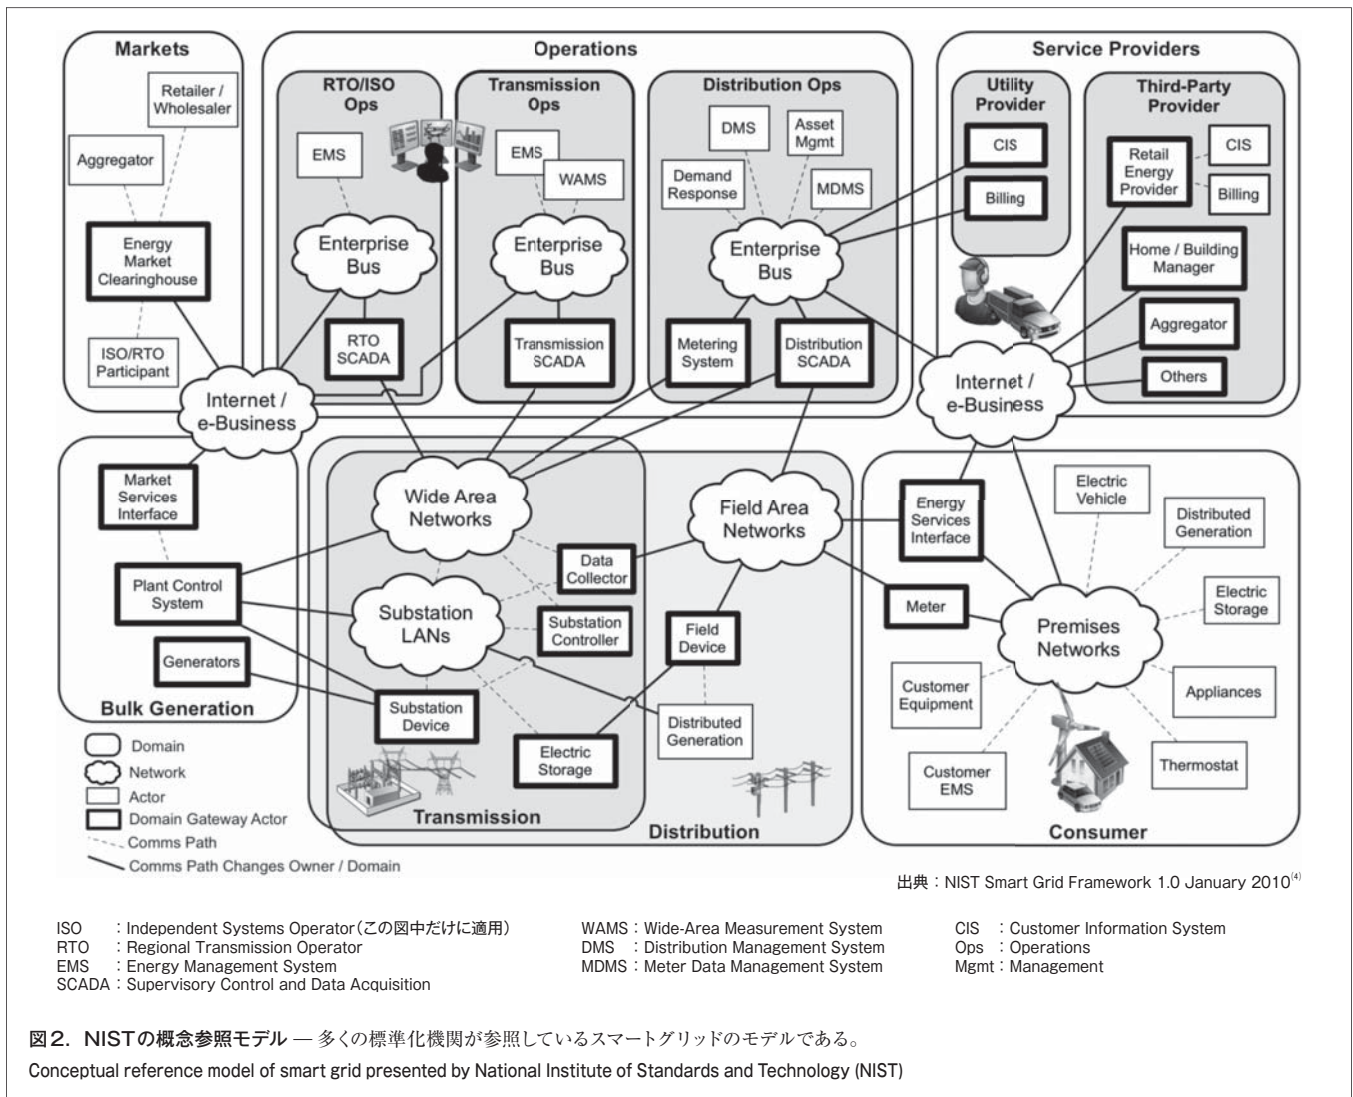 Markets
Retailer /
Wholesaler
Aggregator
Energy
Market
Clearinghouse
ISO/RTO
Participant
Operations
RTO/ISO
Ops
EMS
Enterprise
Bus
RTO
SCADA
Transmission
Ops
EMS
WAMS
Enterprise
Bus
Transmission
SCADA
Distribution Ops
DMS
Asset
Mgmt
Demand
Response
MDMS
Enterprise
Bus
Metering
System
Distribution
SCADA
Service Providers
Utility
Provider
CIS
Billing
Third-Party
Provider
Retail
Energy
Provider
CIS
Billing
Home / Building
Manager
Aggregator
Others
Internet /
e-Business
Internet /
e-Business
Market
Services
Interface
Plant Control
System
Generators
Bulk Generation
Wide Area
Networks
Substation
LANs
Data
Collector
Substation
Controller
Substation
Device
Electric
Storage
Transmission
Field Area
Networks
Field
Device
Distributed
Generation
Distribution
Energy
Services
Interface
Meter
Premises
Networks
Electric
Vehicle
Distributed
Generation
Electric
Storage
Appliances
Thermostat
Customer
Equipment
Customer
EMS
Consumer
Domain
Network
Actor
Domain Gateway Actor
Comms Path
Comms Path Changes Owner / Domain
出典：NIST Smart Grid Framework 1.0 January 2010(4)
ISO ：Independent Systems Operator（この図中だけに適用）
RTO ：Regional Transmission Operator
EMS ：Energy Management System
SCADA：Supervisory Control and Data Acquisition
WAMS：Wide-Area Measurement System
DMS ：Distribution Management System
MDMS：Meter Data Management System
CIS ：Customer Information System
Ops ：Operations
Mgmt：Management
図2．NISTの概念参照モデル — 多くの標準化機関が参照しているスマートグリッドのモデルである。
Conceptual reference model of smart grid presented by National Institute of Standards and Technology (NIST)